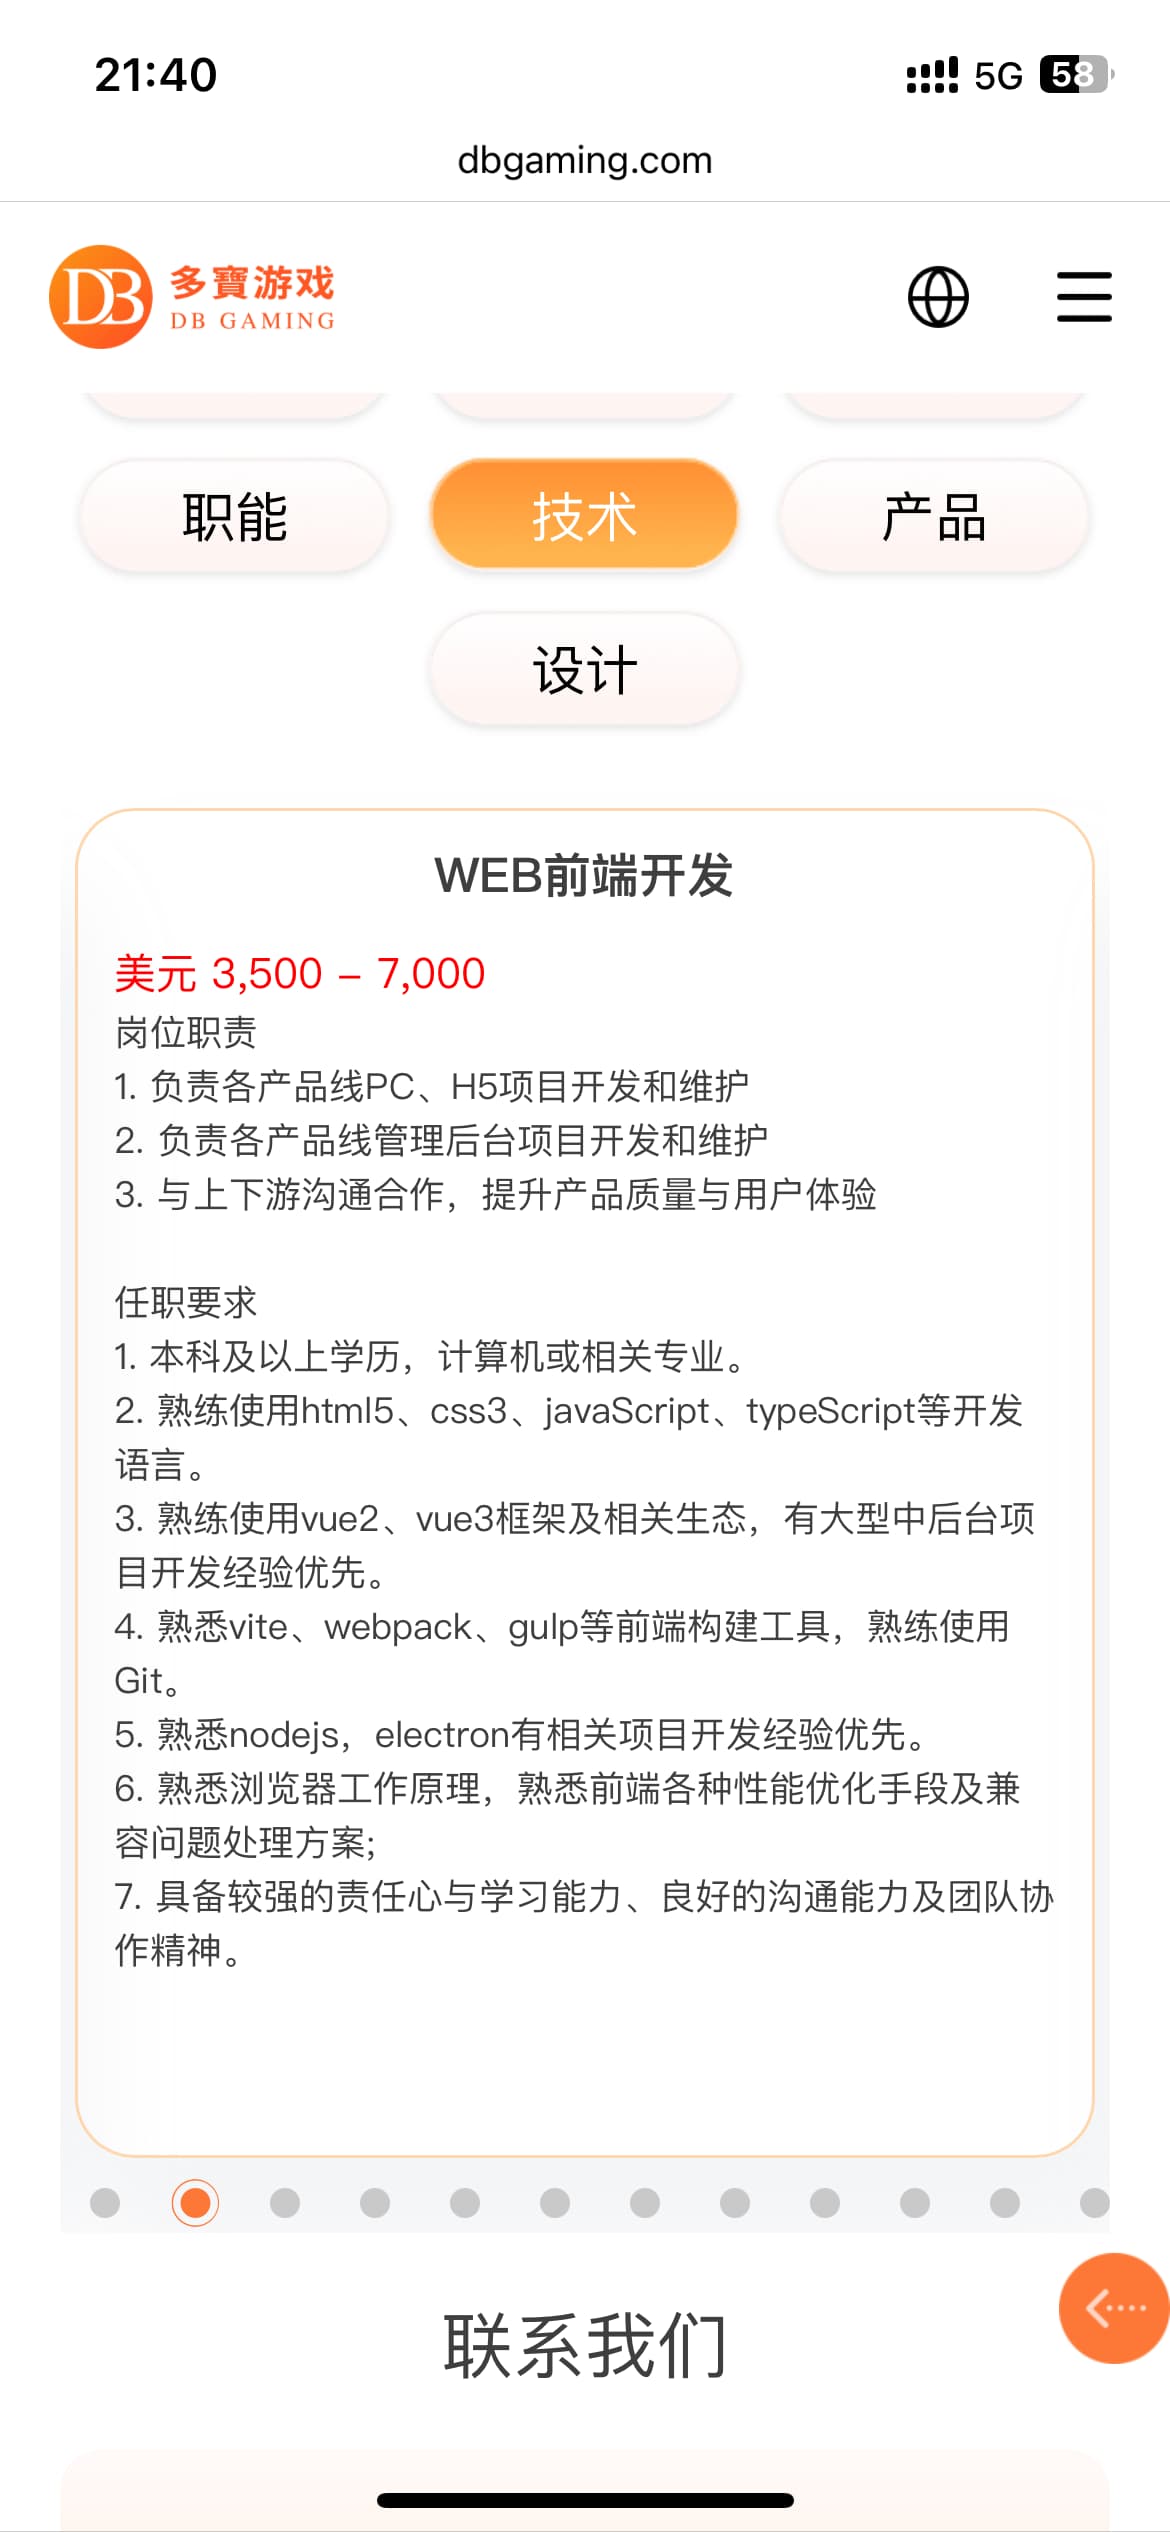 21:40
5G 58
dbgaming.com
DB 多寶游戏
DB GAMING
职能
技术
产品
设计
WEB前端开发
美元 3,500 – 7,000
岗位职责
1. 负责各产品线PC、H5项目开发和维护
2. 负责各产品线管理后台项目开发和维护
3. 与上下游沟通合作，提升产品质量与用户体验
任职要求
1. 本科及以上学历，计算机或相关专业。
2. 熟练使用html5、css3、javaScript、typeScript等开发
语言。
3. 熟练使用vue2、vue3框架及相关生态，有大型中后台项
目开发经验优先。
4. 熟悉vite、webpack、gulp等前端构建工具，熟练使用
Git。
5. 熟悉nodejs，electron有相关项目开发经验优先。
6. 熟悉浏览器工作原理，熟悉前端各种性能优化手段及兼
容问题处理方案;
7. 具备较强的责任心与学习能力、良好的沟通能力及团队协
作精神。
联系我们